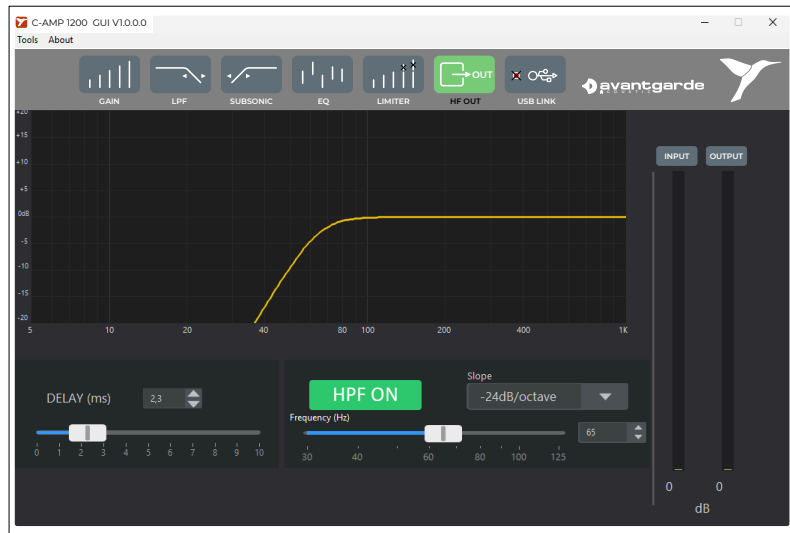 C-AMP 1200 GUI V1.0.0.0
Tools About
GAIN LPF SUBSONIC EQ LIMITER HF OUT USB LINK
OUT
avantgarde
ACOUSTIC
+20
+15
+10
+5
0dB
-5
-10
-15
-20
5 10 20 40 80 100 200 400 1K
INPUT OUTPUT
DELAY (ms) 2,3
0 1 2 3 4 5 6 7 8 9 10
HPF ON
Slope
-24dB/octave
Frequency (Hz)
65
30 40 60 80 100 125
0 0
dB